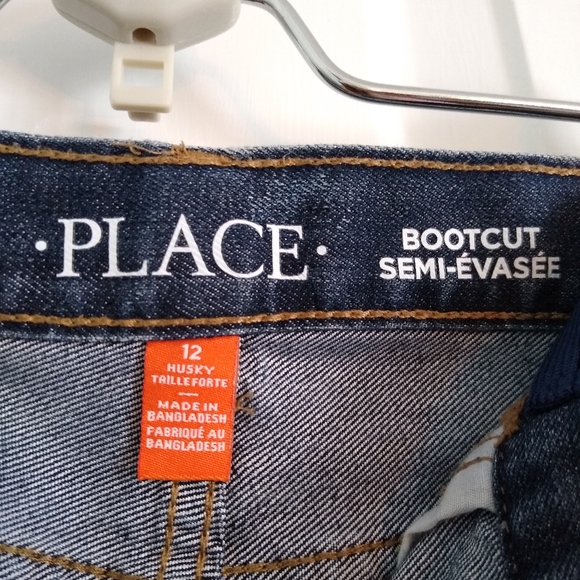 ·PLACE·
BOOTCUT
SEMI-ÉVASÉE
12
HUSKY
TAILLE FORTE
MADE IN
BANGLADESH
FABRIQUÉ AU
BANGLADESH